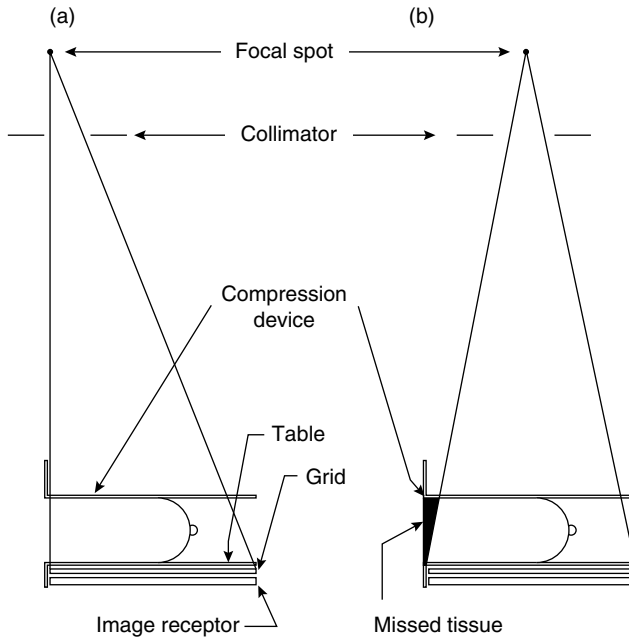 (a)
(b)
Focal spot
Collimator
Compression
device
Table
Grid
Image receptor
Missed tissue